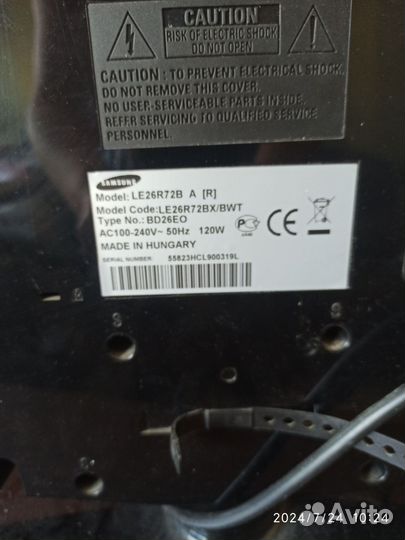 CAUTION
RISK OF ELECTRIC SHOCK
DO NOT OPEN
CAUTION : TO PREVENT ELECTRICAL SHOCK,
DO NOT REMOVE THIS COVER.
NO USER-SERVICEABLE PARTS INSIDE.
REFER SERVICING TO QUALIFIED SERVICE
PERSONNEL.
SAMSUNG
Model: LE26R72B A [R]
Model Code:LE26R72BX/BWT
Type No.: BD26EO
AC100-240V~ 50Hz 120W
MADE IN HUNGARY
SERIAL NUMBER: 55823HCL900319L
S
S
2024/7/24 10:24
Avito